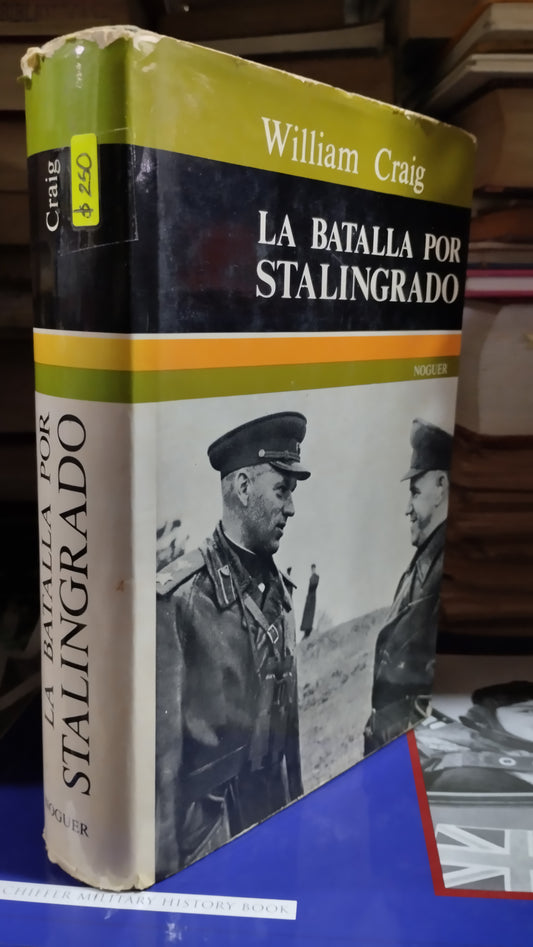 William Craig
LA BATALLA POR
STALINGRADO
NOGUER
Craig
$ 250
LA BATALLA POR
STALINGRADO
NOGUER
CHIFFER MILITARY HISTORY BOOK